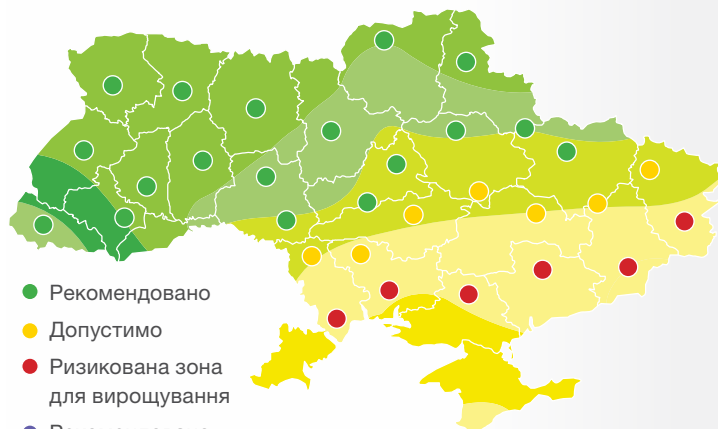 Рекомендовано
Допустимо
Ризикована зона
для вирощування